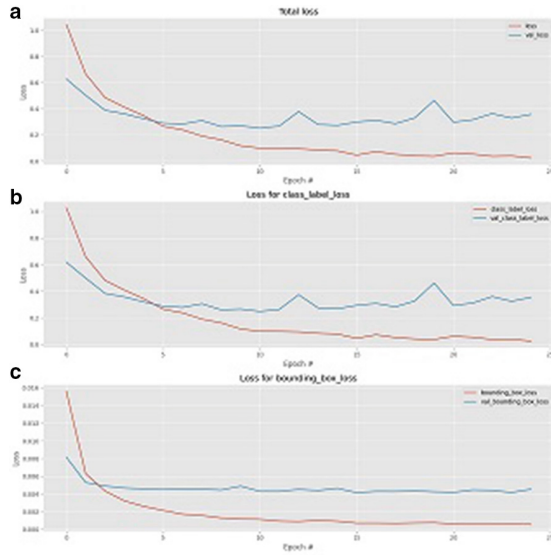 a
Total loss
loss
val_loss
1.0
0.8
0.6
0.4
0.2
0.0
Loss
0
5
10
15
20
Epoch #
b
Loss for class_label_loss
class_label_loss
val_class_label_loss
1.0
0.8
0.6
0.4
0.2
0.0
Loss
0
5
10
15
20
Epoch #
c
Loss for bounding_box_loss
bounding_box_loss
val_bounding_box_loss
0.016
0.014
0.012
0.010
0.008
0.006
0.004
0.002
0.000
Loss
0
5
10
15
20
Epoch #